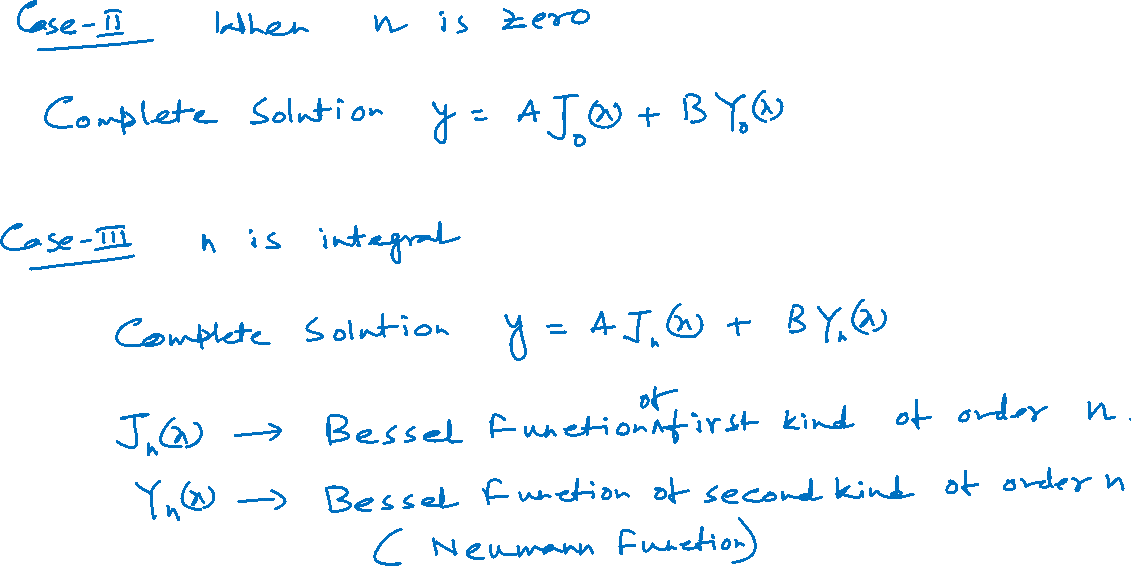 Case-II When n is zero
Complete Solution y = A J₀(x) + B Y₀(x)
Case-III n is integral
Complete Solution y = A Jₙ(x) + B Yₙ(x)
Jₙ(x) → Bessel Function of first kind of order n.
Yₙ(x) → Bessel Function of second kind of order n
( Neumann Function)